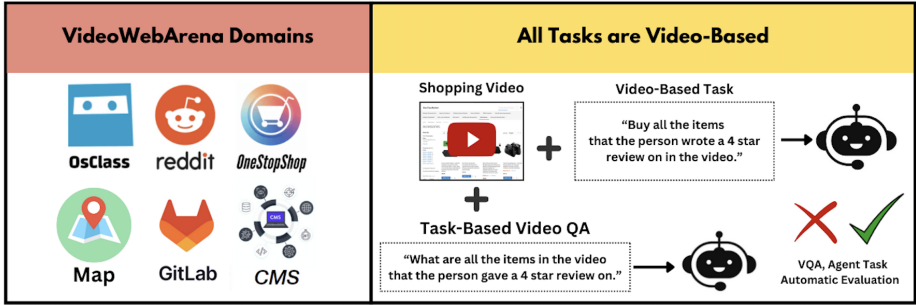 VideoWebArena Domains
All Tasks are Video-Based
OsClass
reddit
OneStopShop
Map
GitLab
CMS
CMS
Shopping Video
Video-Based Task
“Buy all the items
that the person wrote a 4 star
review on in the video.”
Task-Based Video QA
“What are all the items in the video
that the person gave a 4 star review on.”
VQA, Agent Task
Automatic Evaluation